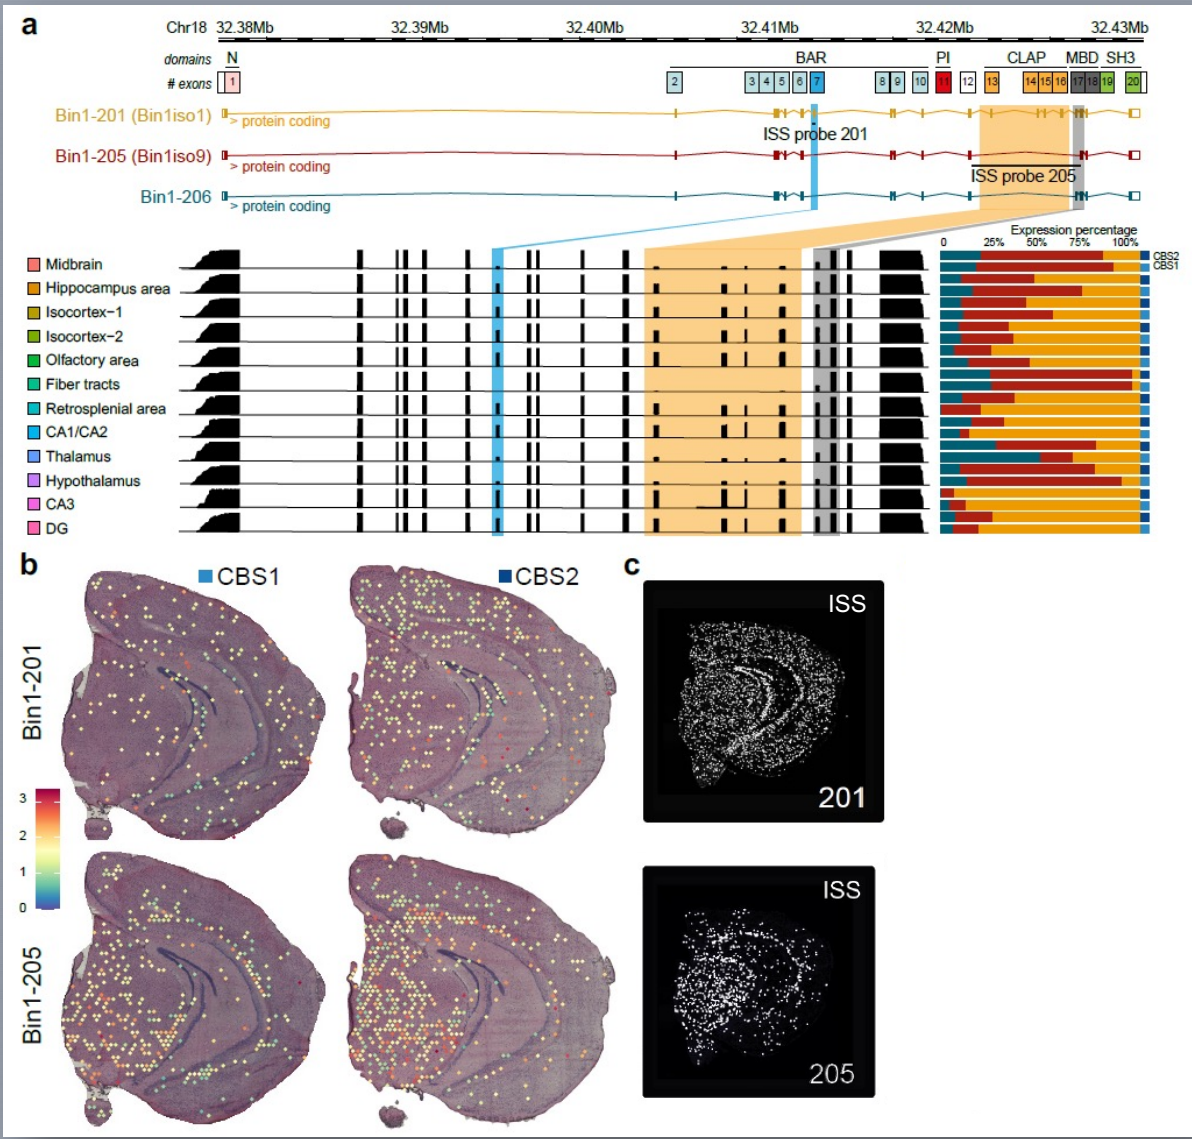 a
Chr18 32.38Mb 32.39Mb 32.40Mb 32.41Mb 32.42Mb 32.43Mb
domains N BAR PI CLAP MBD SH3
# exons 1 2 3 4 5 6 7 8 9 10 11 12 13 14 15 16 17 18 19 20
Bin1-201 (Bin1iso1)
> protein coding
ISS probe 201
Bin1-205 (Bin1iso9)
> protein coding
ISS probe 205
Bin1-206
> protein coding
Expression percentage
0 25% 50% 75% 100%
CBS2
CBS1
Midbrain
Hippocampus area
Isocortex−1
Isocortex−2
Olfactory area
Fiber tracts
Retrosplenial area
CA1/CA2
Thalamus
Hypothalamus
CA3
DG
b
CBS1
CBS2
Bin1-201
3
2
1
0
Bin1-205
c
ISS
201
ISS
205